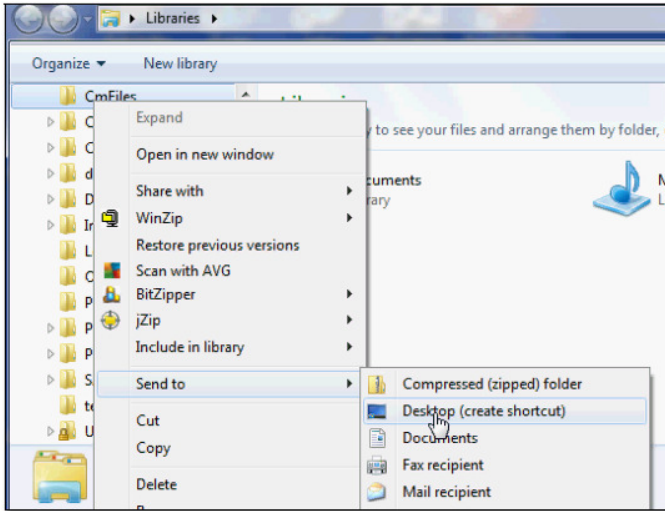 Libraries
Organize
New library
CmFiles
C
C
d
D
Ir
L
C
P
P
P
S
te
U
Expand
Open in new window
Share with
WinZip
Restore previous versions
Scan with AVG
BitZipper
jZip
Include in library
Send to
Cut
Copy
Delete
to see your files and arrange them by folder,
cuments
rary
Compressed (zipped) folder
Desktop (create shortcut)
Documents
Fax recipient
Mail recipient